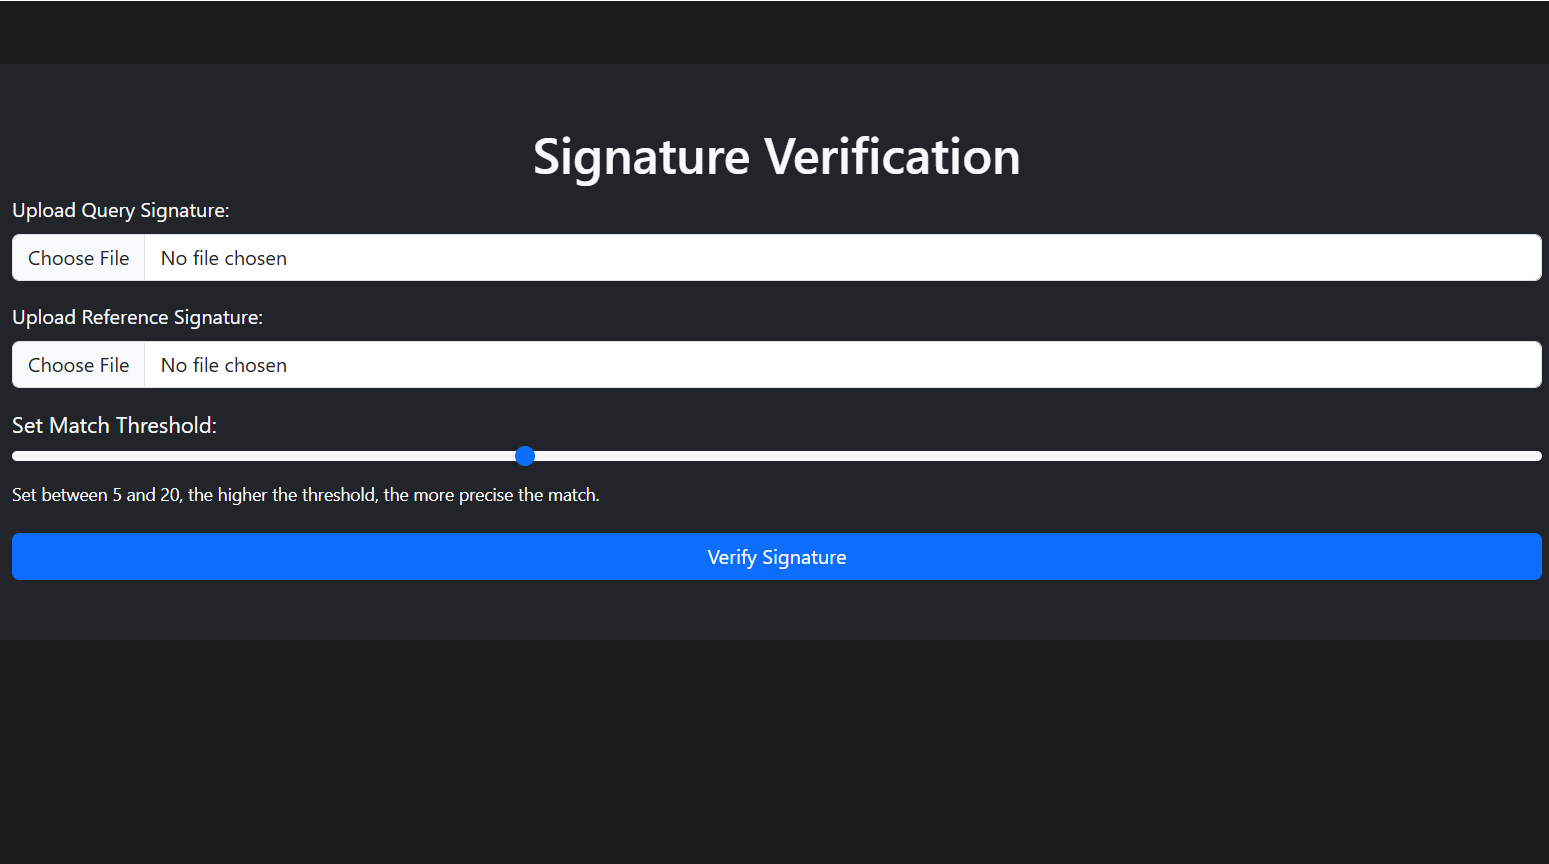 Signature Verification
Upload Query Signature:
Choose File No file chosen
Upload Reference Signature:
Choose File No file chosen
Set Match Threshold:
Set between 5 and 20, the higher the threshold, the more precise the match.
Verify Signature